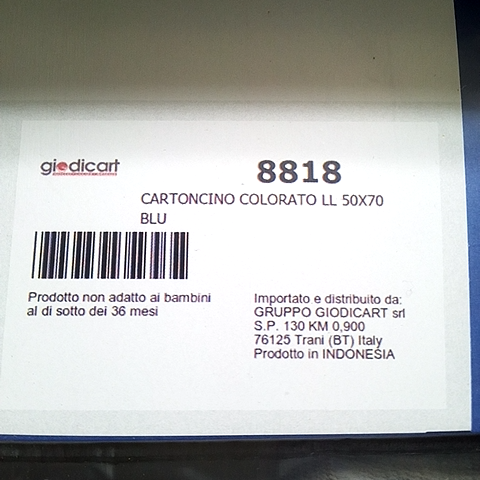 giodicart
8818
CARTONCINO COLORATO LL 50X70
BLU
Prodotto non adatto ai bambini
al di sotto dei 36 mesi
Importato e distribuito da:
GRUPPO GIODICART srl
S.P. 130 KM 0,900
76125 Trani (BT) Italy
Prodotto in INDONESIA